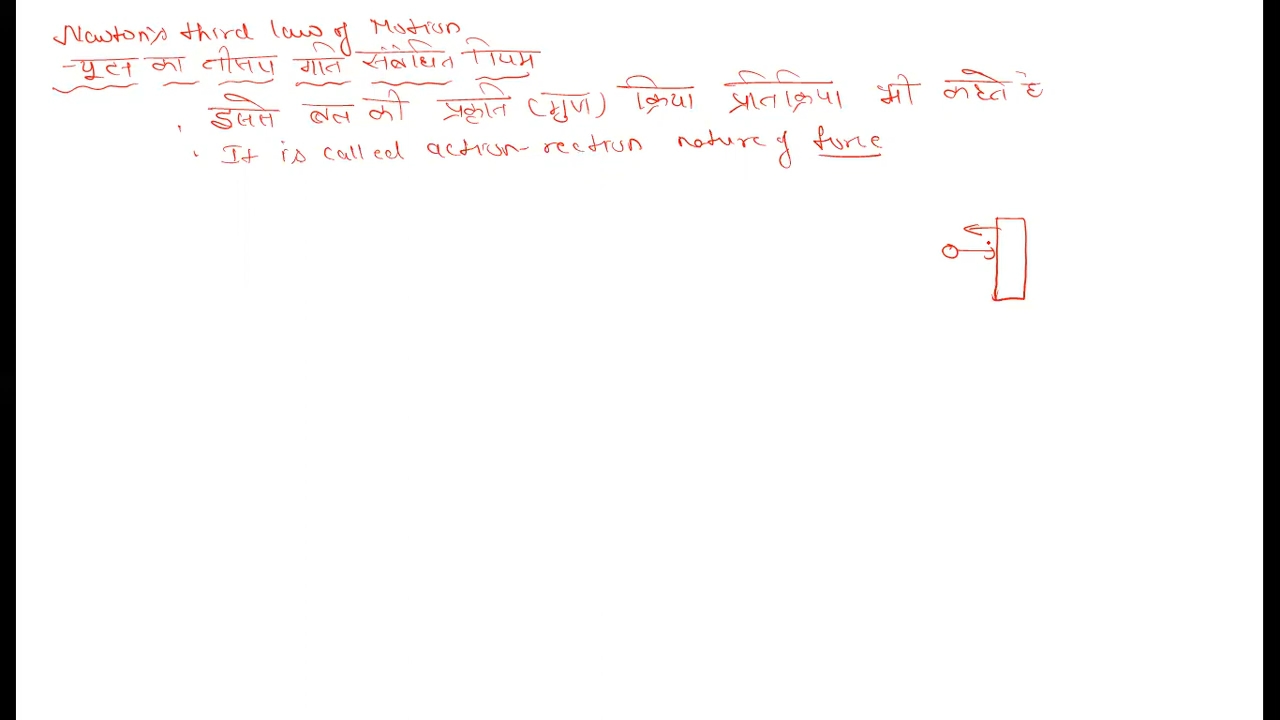 Newton's third law of Motion
न्यूटन का तीसरा गति संबंधित नियम
इसे बल की प्रकृति (गुण) क्रिया प्रतिक्रिया भी कहते है
It is called action-rection nature of force